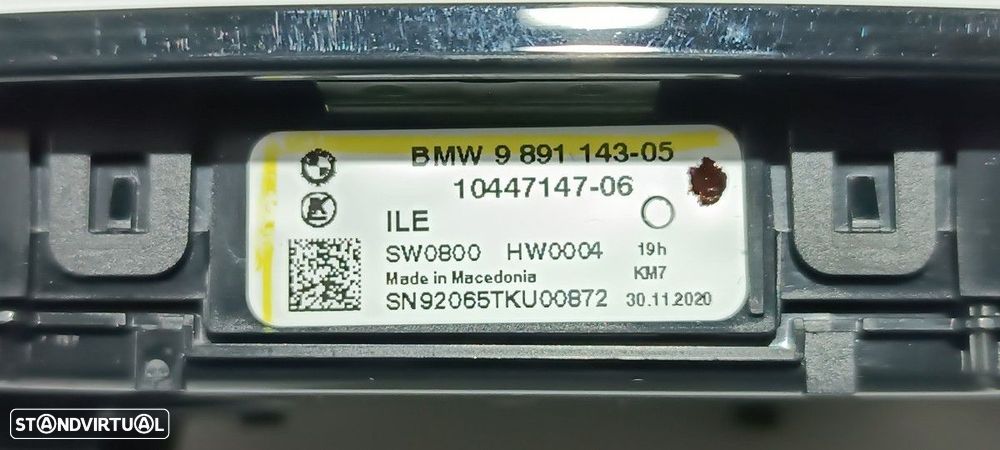 BMW 9 891 143-05
10447147-06
ILE
SW0800 HW0004 19h
Made in Macedonia KM7
SN92065TKU00872 30.11.2020
STANDVIRTUAL